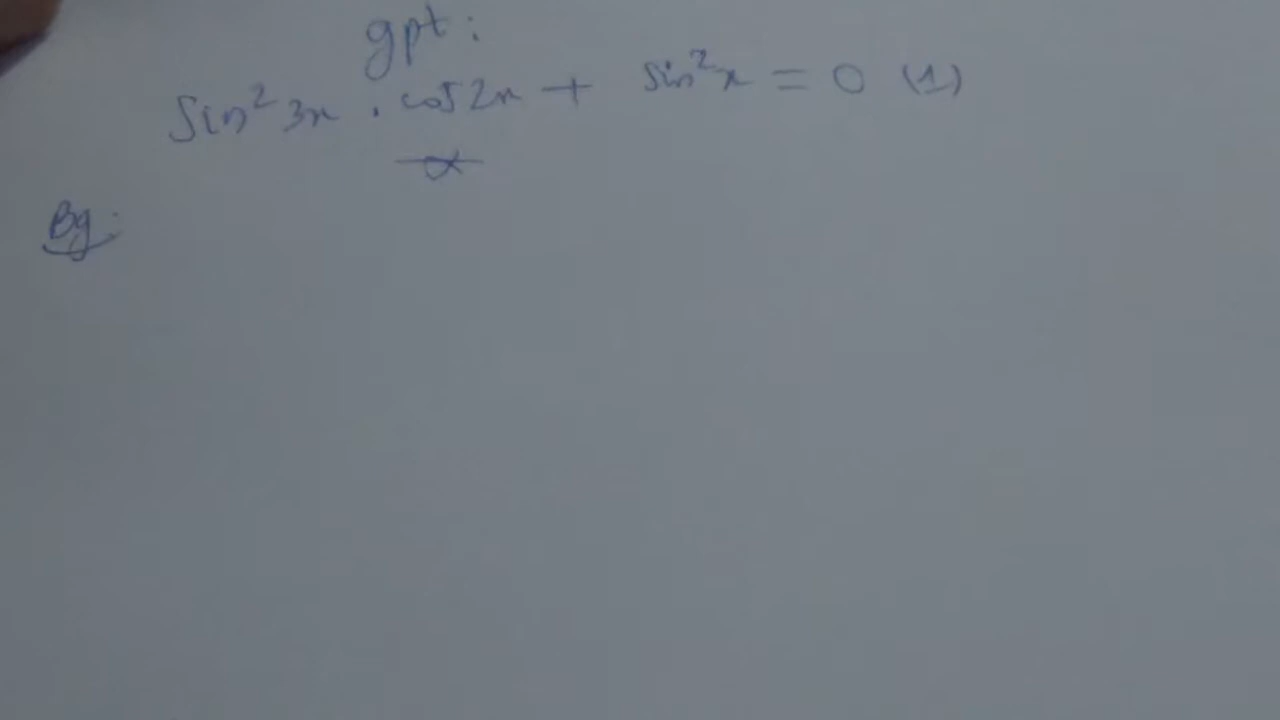 gpt:
Sin²3x . cos2x + sin²x = 0 (1)
Bg: